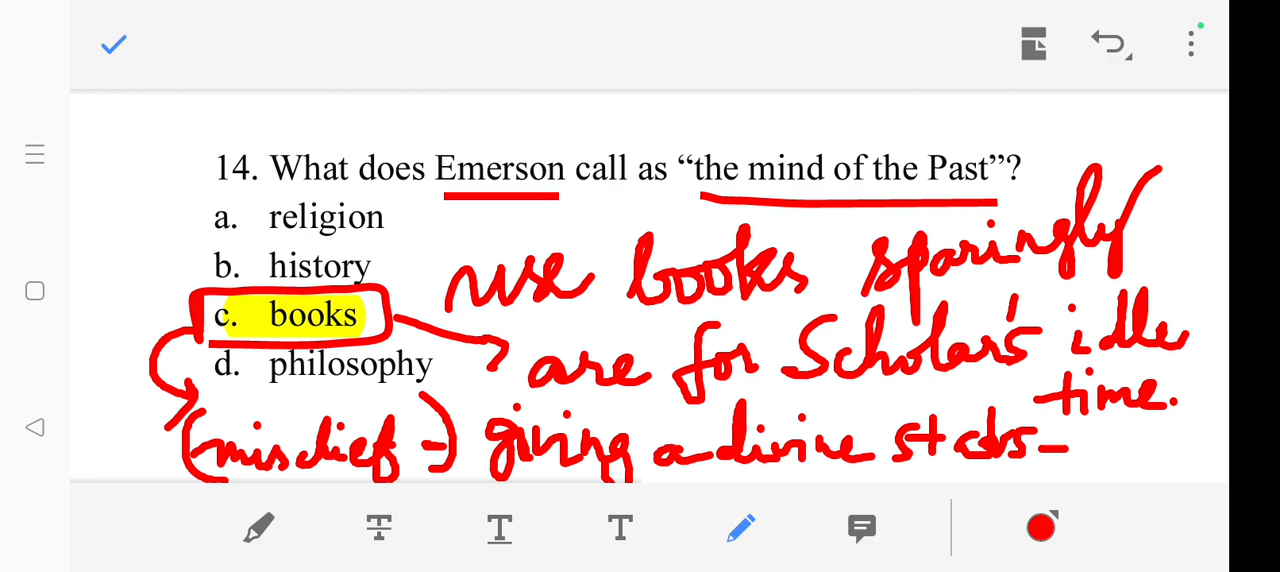 14. What does Emerson call as “the mind of the Past”?
a. religion
b. history
use books sparingly
c. books
are for Scholar's idle
time.
d. philosophy
(mischief -) giving a divine status -
T T T